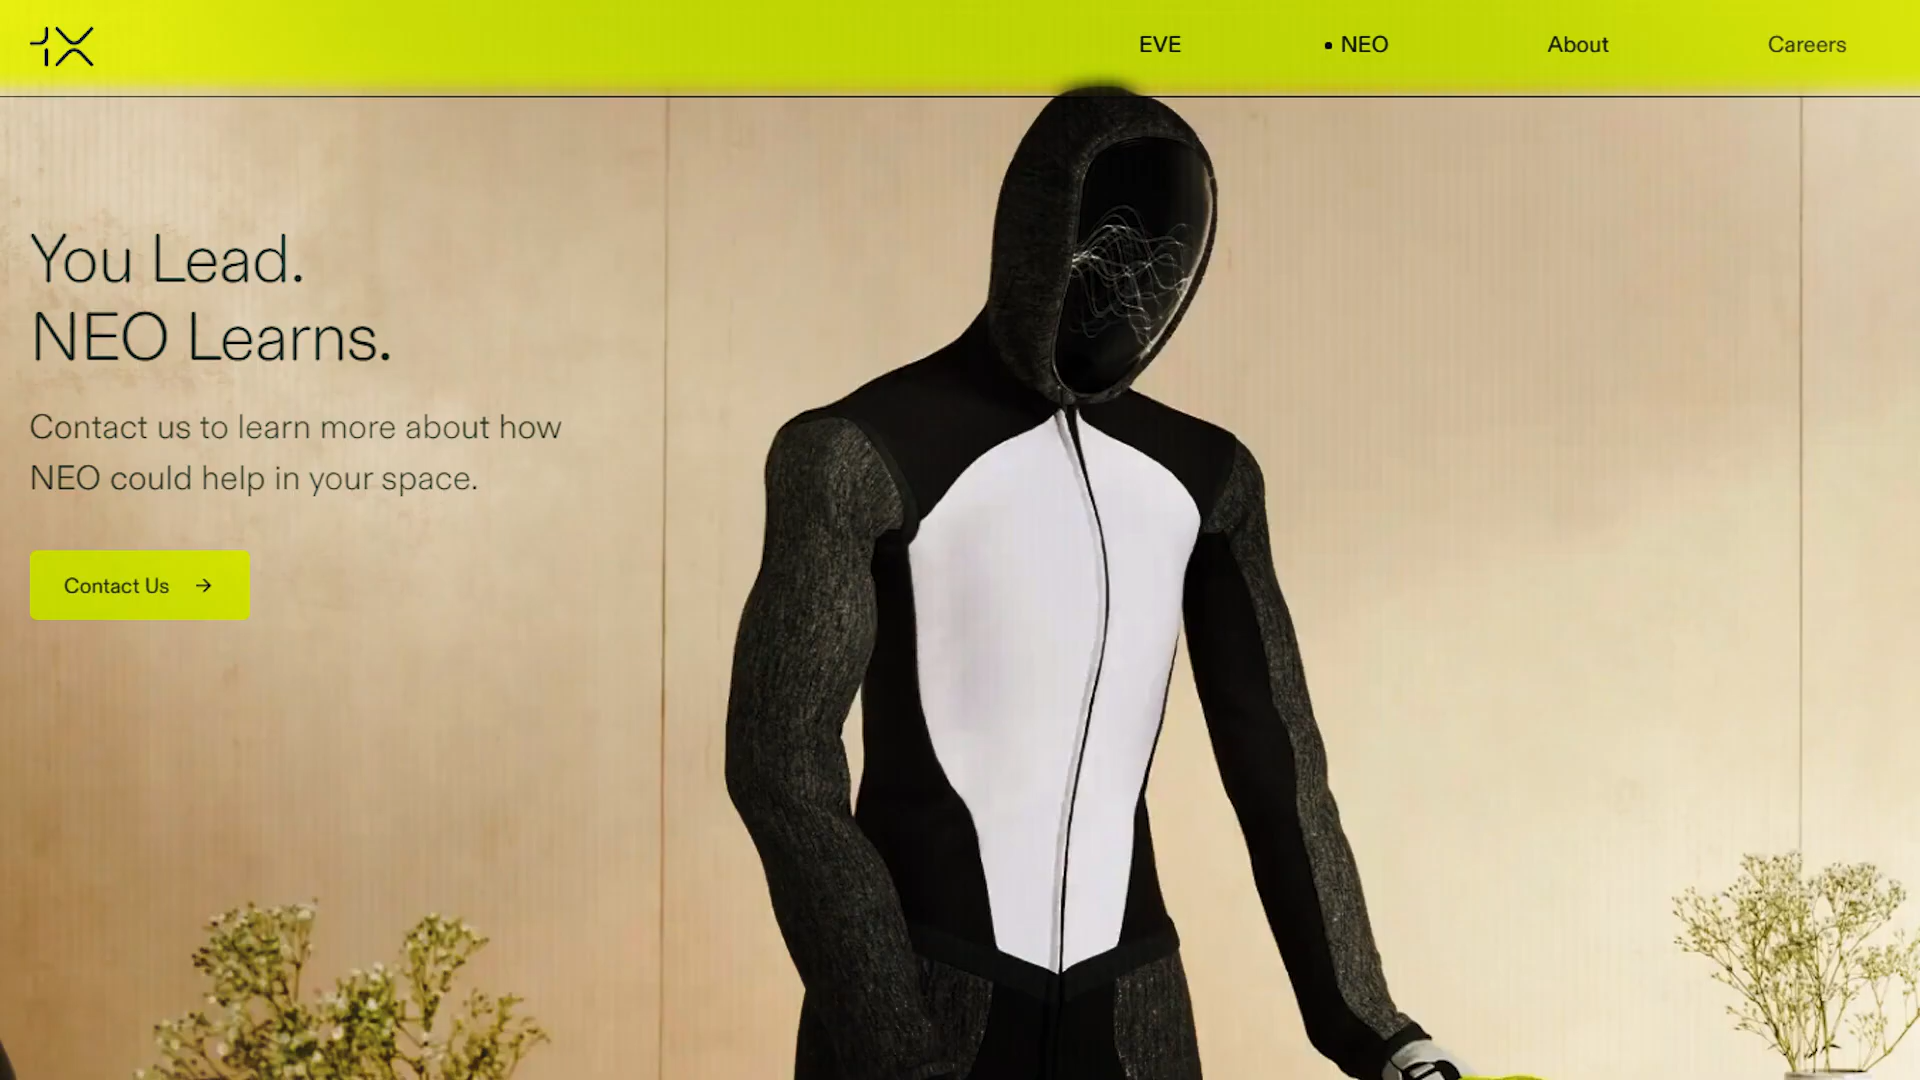 1X
EVE
NEO
About
Careers
You Lead.
NEO Learns.
Contact us to learn more about how
NEO could help in your space.
Contact Us →